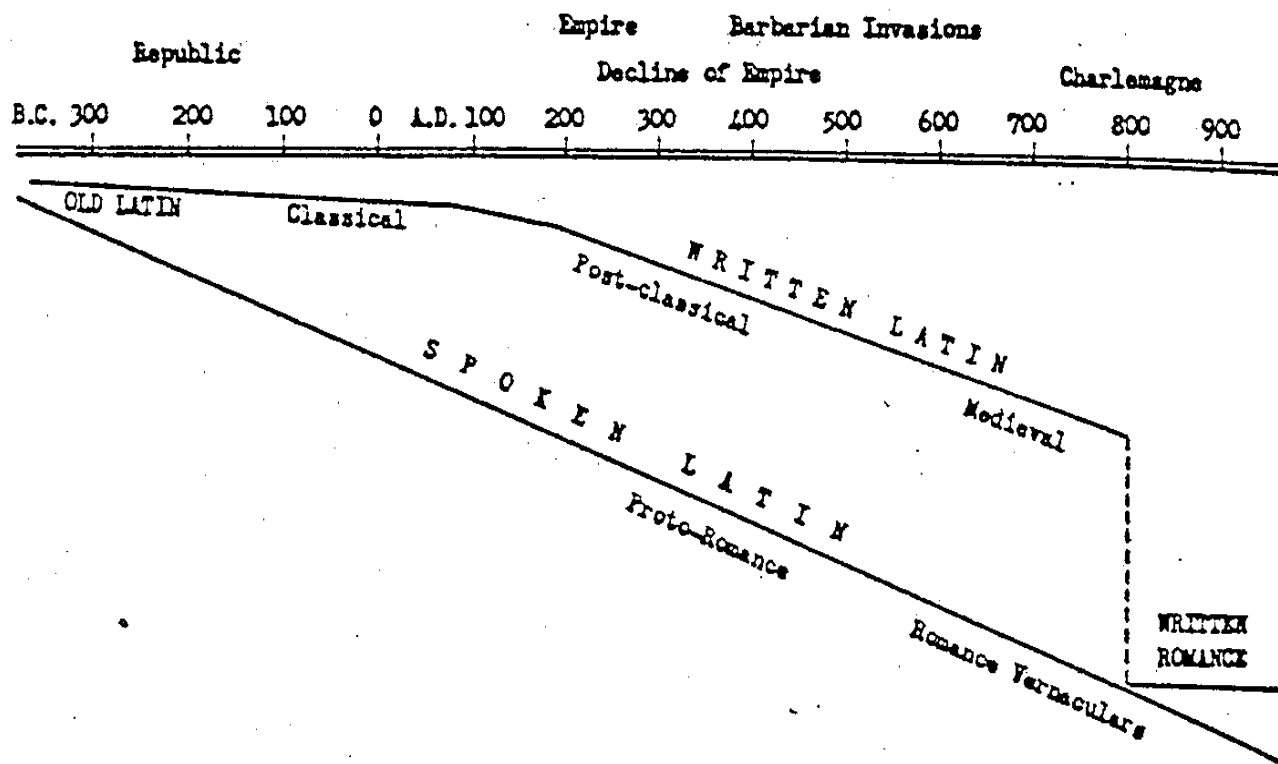 Empire Barbarian Invasions
Republic
Decline of Empire
Charlemagne
B.C. 300 200 100 0 A.D. 100 200 300 400 500 600 700 800 900
OLD LATIN Classical
WRITTEN LATIN
Post-Classical
Medieval
SPOKEN LATIN
Proto-Romance
Romance Vernaculars
WRITTEN
ROMANCE